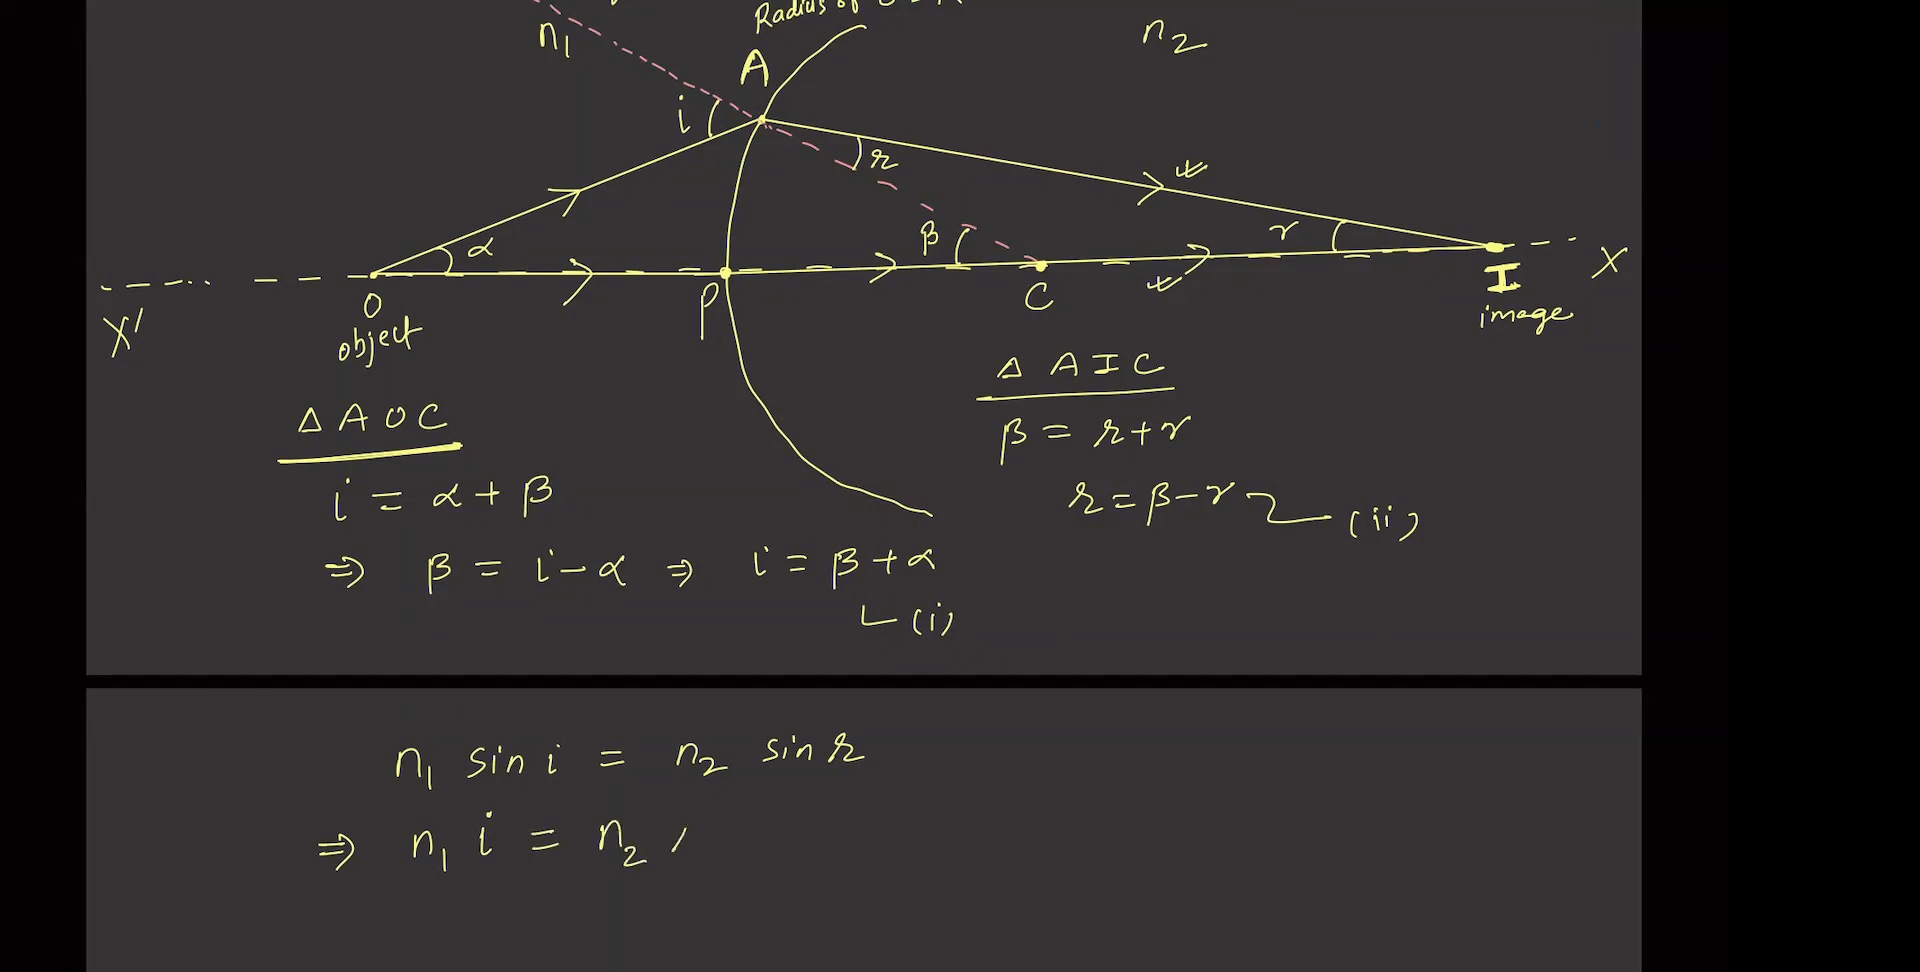 Radius of
n₁
n₂
A
i
r
α
β
γ
X'
O
object
P
C
I
image
X
Δ AOC
i = α + β
⇒ β = i - α ⇒ i = β + α
(i)
Δ AIC
β = r + γ
r = β - γ
(ii)
n₁ sin i = n₂ sin r
⇒ n₁ i = n₂